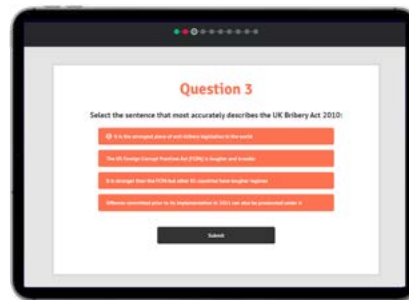 Question 3
Select the sentence that most accurately describes the UK Bribery Act 2010:
It is the strongest piece of anti-bribery legislation in the world
The US Foreign Corrupt Practices Act (FCPA) is tougher and broader
It is stronger than the FCPA but other EU countries have tougher regimes
Offences committed prior to its implementation in 2011 can also be prosecuted under it
Submit